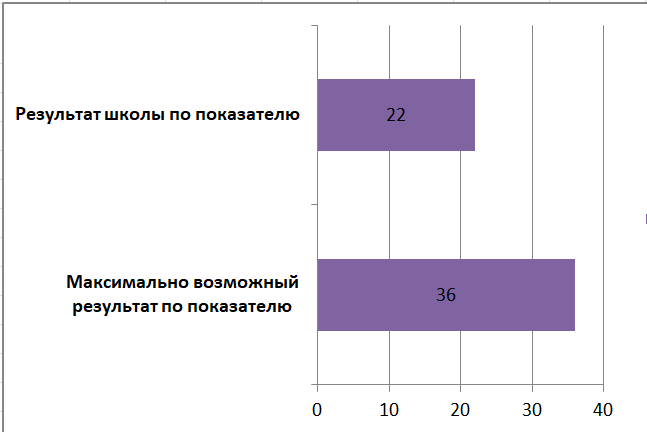 Результат школы по показателю
22
Максимально возможный
результат по показателю
36
0 10 20 30 40